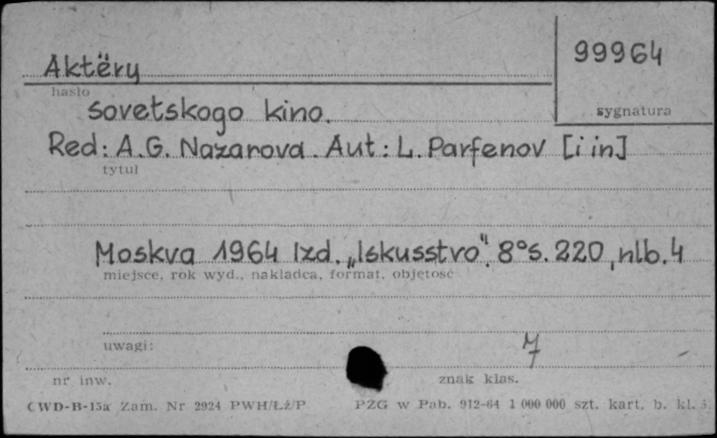 Aktëry
99964
hasło
sygnatura
sovetskogo kino.
Red: A.G. Nazarova. Aut: L. Parfenov [i in]
tytuł
Moskva 1964 Izd. „Iskusstvo". 8° s. 220, nlb. 4
miejsce, rok wyd., nakładca, format, objętość
uwagi:
nr inw.
znak klas.
CWD-B-15a Zam. Nr 2924 PWH/Łź/P PZG w Pab. 912-64 1 000 000 szt. kart. b. kl.